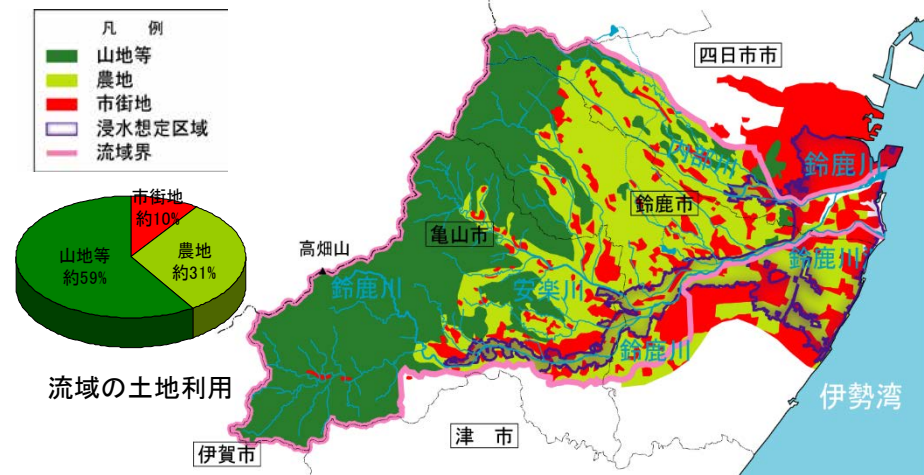 凡 例
山地等
農地
市街地
浸水想定区域
流域界
市街地
約10%
農地
約31%
山地等
約59%
流域の土地利用
四日市市
内部川
鈴鹿川
鈴鹿市
亀山市
高畑山
鈴鹿川
安楽川
鈴鹿川
鈴鹿川
伊勢湾
津 市
伊賀市